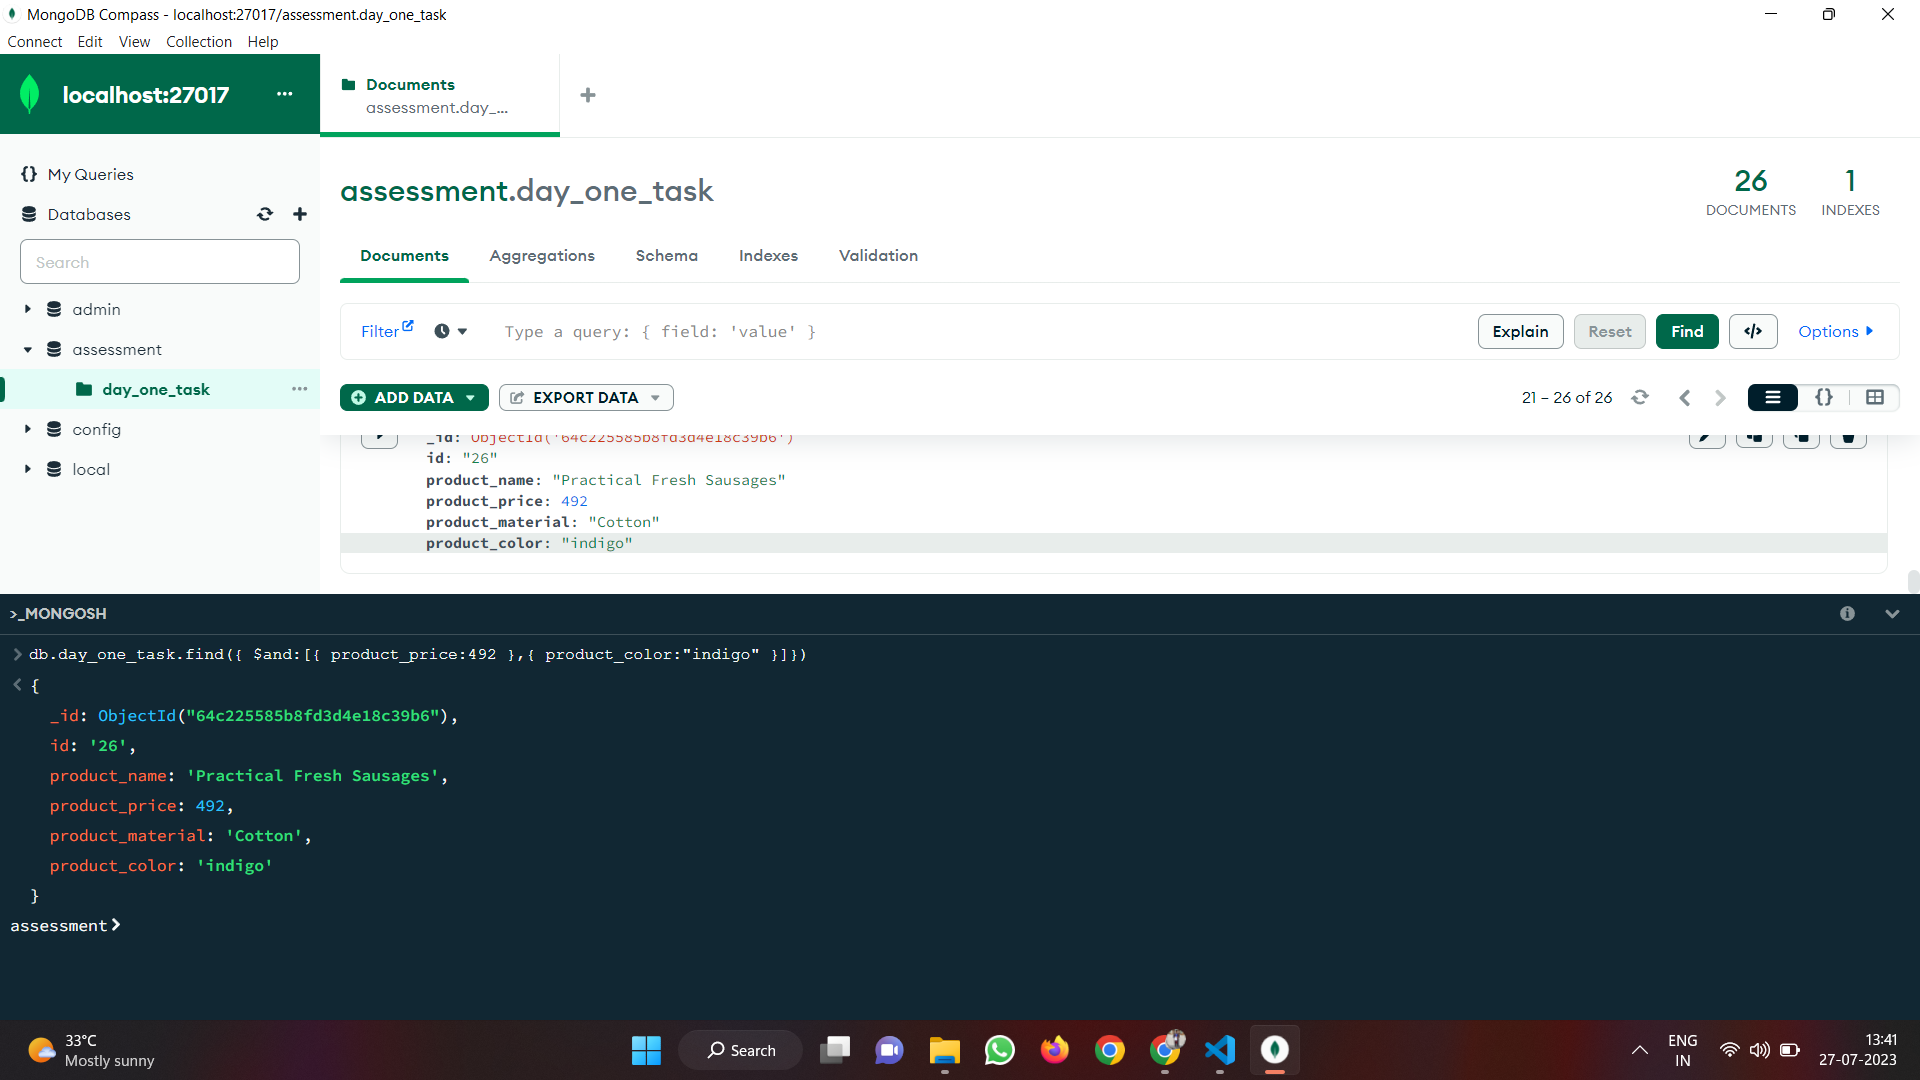 MongoDB Compass - localhost:27017/assessment.day_one_task
Connect Edit View Collection Help
localhost:27017 ...
Documents
assessment.day_...
My Queries
Databases
Search
admin
assessment
day_one_task
config
local
assessment.day_one_task
26
DOCUMENTS
1
INDEXES
Documents Aggregations Schema Indexes Validation
Filter Type a query: { field: 'value' } Explain Reset Find </> Options
ADD DATA EXPORT DATA 21 – 26 of 26 {}
_id: ObjectId('64c225585b8fd3d4e18c39b6')
id: "26"
product_name: "Practical Fresh Sausages"
product_price: 492
product_material: "Cotton"
product_color: "indigo"
>_MONGOSH
> db.day_one_task.find({ $and:[{ product_price:492 },{ product_color:"indigo" }]})
< {
_id: ObjectId("64c225585b8fd3d4e18c39b6"),
id: '26',
product_name: 'Practical Fresh Sausages',
product_price: 492,
product_material: 'Cotton',
product_color: 'indigo'
}
assessment>
33°C
Mostly sunny
Search
ENG
IN
13:41
27-07-2023